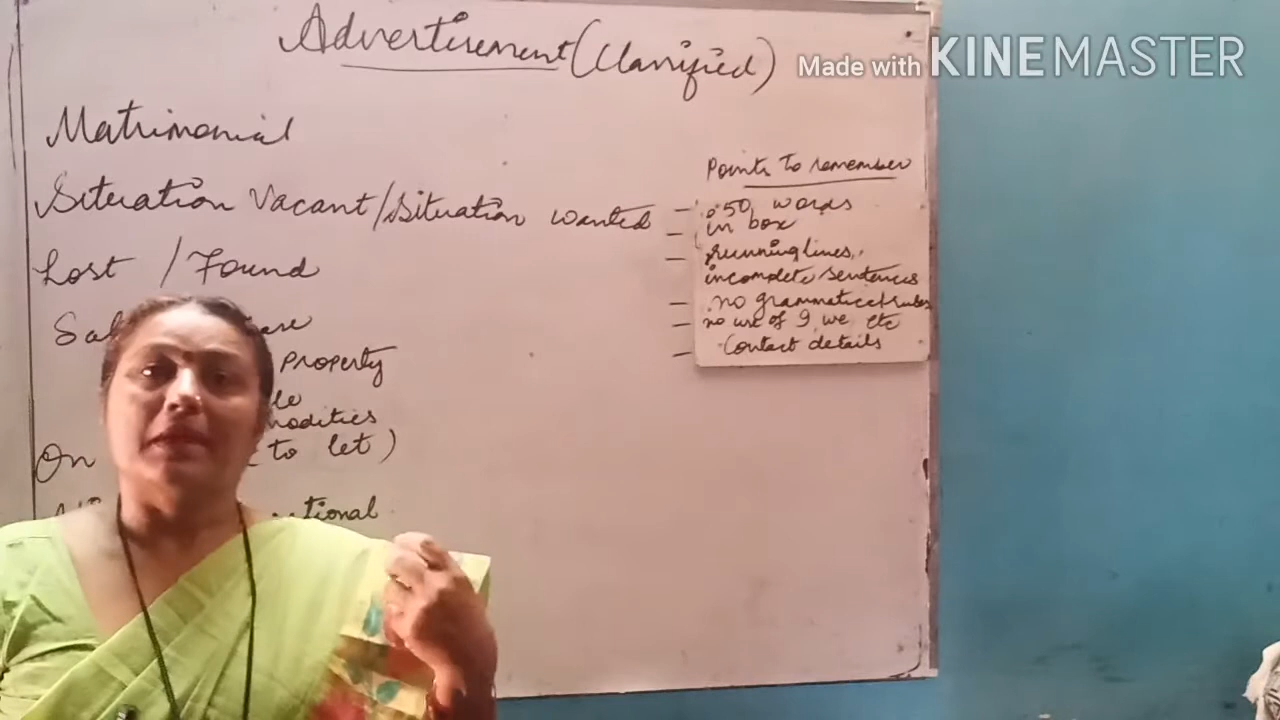 Advertisement (Classified)
Made with KINEMASTER
Matrimonial
Situation Vacant/Situation wanted
Lost / Found
Points to remember
- 50 words
- in box
- running lines,
incomplete sentences
- no grammatical rules
- no use of I, we etc
- Contact details
Property
(to let)
On